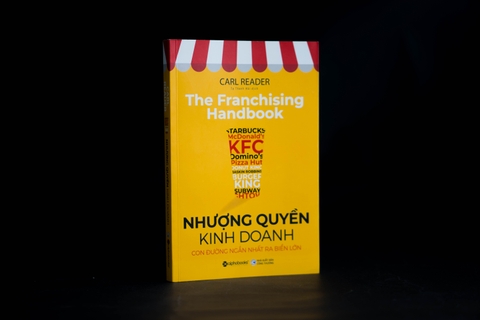 CARL READER
The Franchising
Handbook
STARBUCKS
McDonald's
KFC
Domino's
Pizza Hut
BURGER
KING
SUBWAY
NHƯỢNG QUYỀN
KINH DOANH
CON ĐƯỜNG NGẮN NHẤT RA BIỂN LỚN
alphabooks